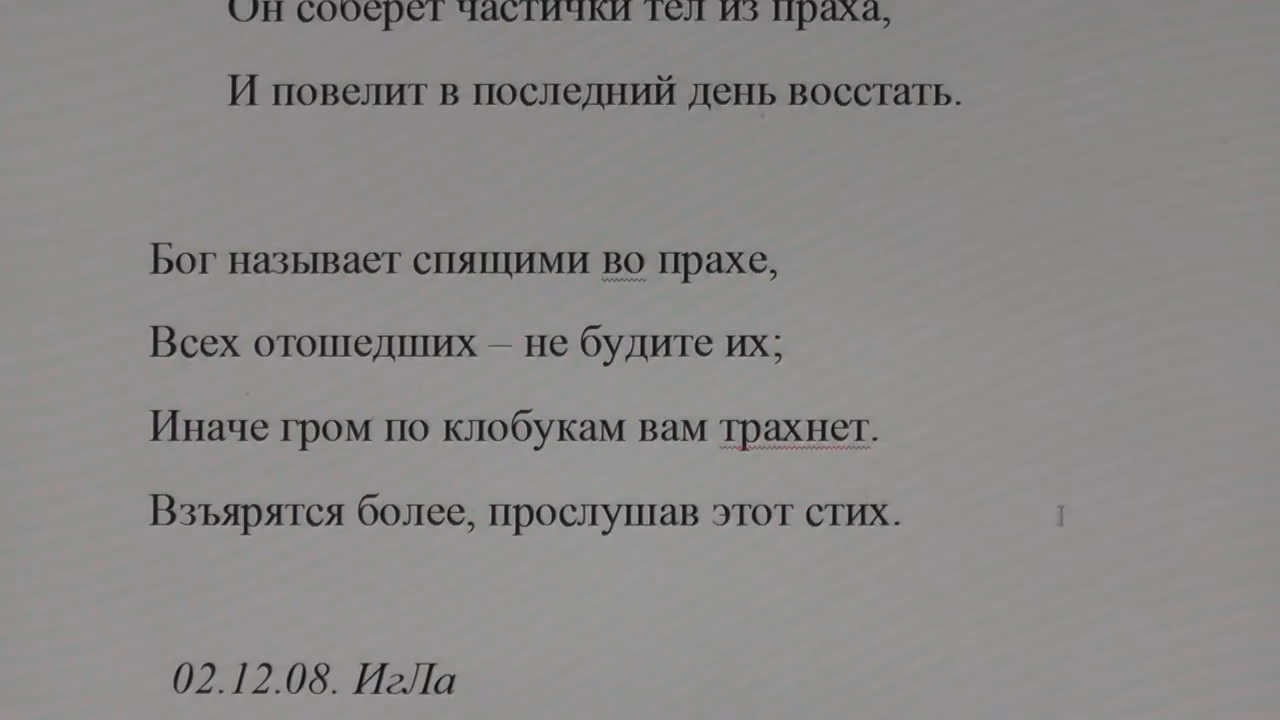 Он соберет частички тел из праха,
И повелит в последний день восстать.
Бог называет спящими во прахе,
Всех отошедших – не будите их;
Иначе гром по клобукам вам трахнет.
Взъярятся более, прослушав этот стих.
02.12.08. ИгЛа